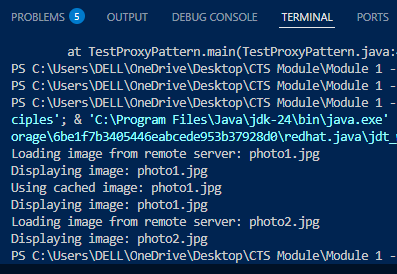 PROBLEMS 5 OUTPUT DEBUG CONSOLE TERMINAL PORTS
at TestProxyPattern.main(TestProxyPattern.java:
PS C:\Users\DELL\OneDrive\Desktop\CTS Module\Module 1 -
PS C:\Users\DELL\OneDrive\Desktop\CTS Module\Module 1 -
PS C:\Users\DELL\OneDrive\Desktop\CTS Module\Module 1 -
ciples'; & 'C:\Program Files\Java\jdk-24\bin\java.exe'
orage\6be1f7b3405446eabcede953b37928d0\redhat.java\jdt_
Loading image from remote server: photo1.jpg
Displaying image: photo1.jpg
Using cached image: photo1.jpg
Displaying image: photo1.jpg
Loading image from remote server: photo2.jpg
Displaying image: photo2.jpg
PS C:\Users\DELL\OneDrive\Desktop\CTS Module\Module 1 -